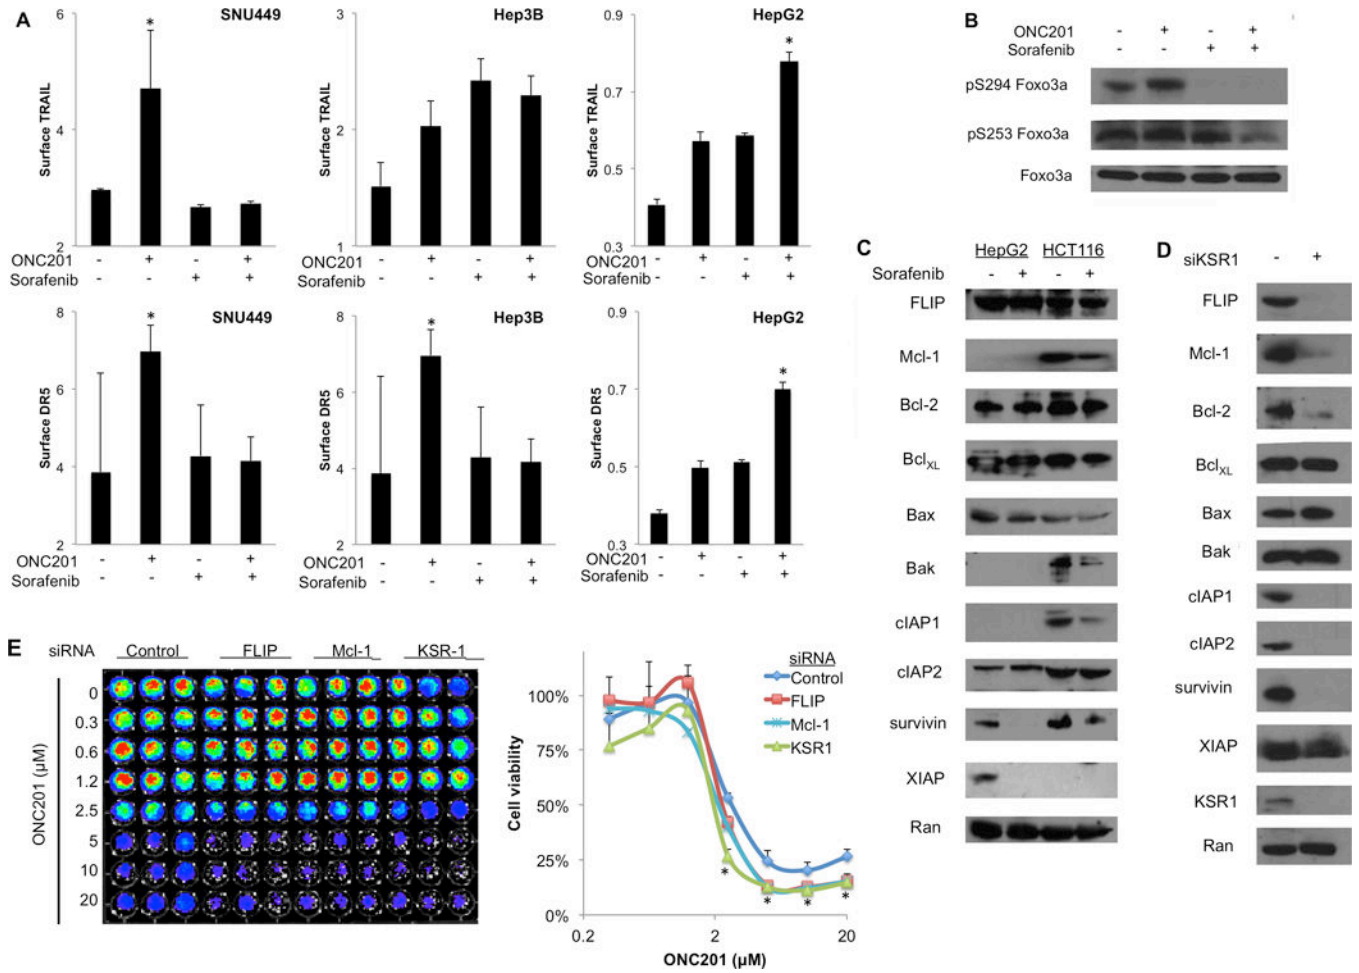 A
SNU449
Surface TRAIL
6
4
2
*
ONC201 - + - +
Sorafenib - - + +
Hep3B
Surface TRAIL
3
2
1
- + - +
- - + +
HepG2
Surface TRAIL
0.9
0.7
0.5
0.3
*
- + - +
- - + +
SNU449
Surface DR5
8
6
4
2
*
ONC201 - + - +
Sorafenib - - + +
Hep3B
Surface DR5
8
6
4
2
*
ONC201 - + - +
Sorafenib - - + +
HepG2
Surface DR5
0.9
0.7
0.5
0.3
*
ONC201 - + - +
Sorafenib - - + +
B
ONC201 - + - +
Sorafenib - - + +
pS294 Foxo3a
pS253 Foxo3a
Foxo3a
C
HepG2 HCT116
Sorafenib - + - +
FLIP
Mcl-1
Bcl-2
BclXL
Bax
Bak
cIAP1
cIAP2
survivin
XIAP
Ran
D
siKSR1 - +
FLIP
Mcl-1
Bcl-2
BclXL
Bax
Bak
cIAP1
cIAP2
survivin
XIAP
KSR1
Ran
E
siRNA Control FLIP Mcl-1 KSR-1
ONC201 (μM)
0
0.3
0.6
1.2
2.5
5
10
20
Cell viability
100%
75%
50%
25%
0%
siRNA
Control
FLIP
Mcl-1
KSR1
* * * *
0.2 2 20
ONC201 (μM)